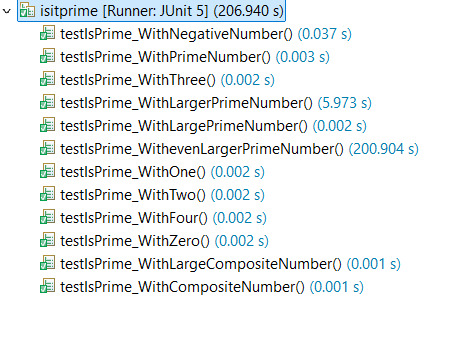 isitprime [Runner: JUnit 5] (206.940 s)
testIsPrime_WithNegativeNumber() (0.037 s)
testIsPrime_WithPrimeNumber() (0.003 s)
testIsPrime_WithThree() (0.002 s)
testIsPrime_WithLargerPrimeNumber() (5.973 s)
testIsPrime_WithLargePrimeNumber() (0.002 s)
testIsPrime_WithevenLargerPrimeNumber() (200.904 s)
testIsPrime_WithOne() (0.002 s)
testIsPrime_WithTwo() (0.002 s)
testIsPrime_WithFour() (0.002 s)
testIsPrime_WithZero() (0.002 s)
testIsPrime_WithLargeCompositeNumber() (0.001 s)
testIsPrime_WithCompositeNumber() (0.001 s)